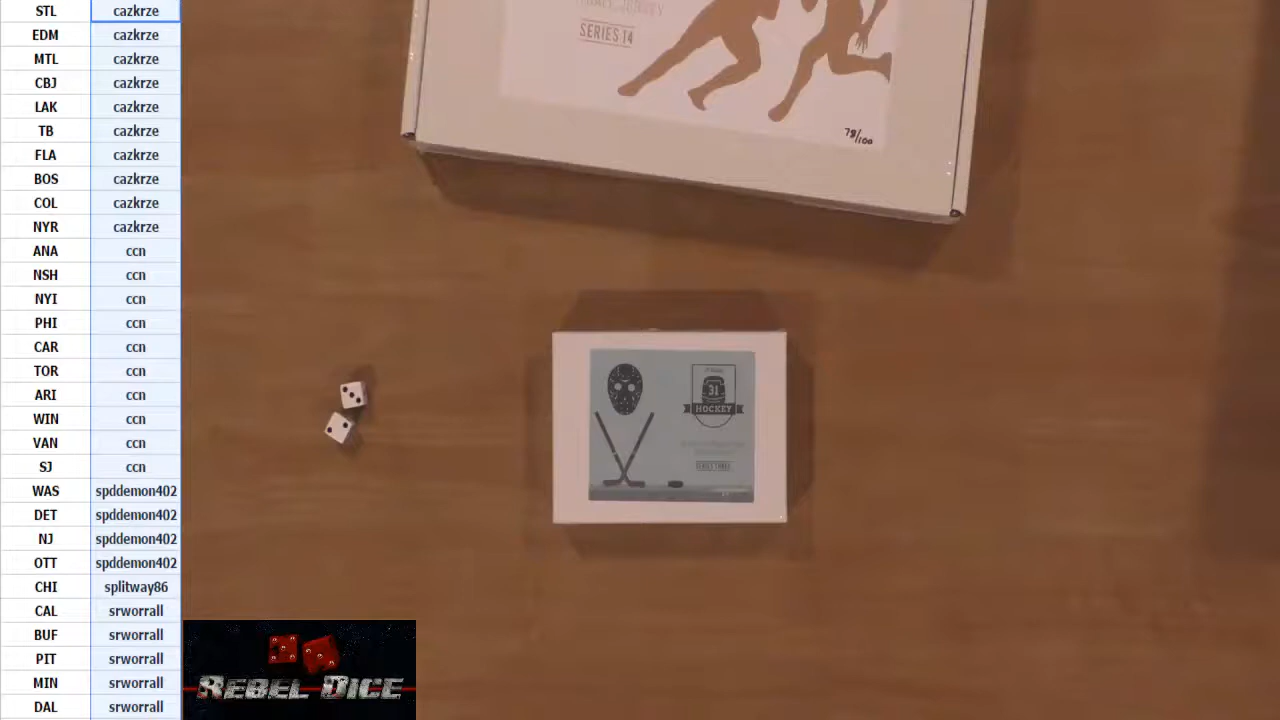 STL cazkrze
EDM cazkrze
MTL cazkrze
CBJ cazkrze
LAK cazkrze
TB cazkrze
FLA cazkrze
BOS cazkrze
COL cazkrze
NYR cazkrze
ANA ccn
NSH ccn
NYI ccn
PHI ccn
CAR ccn
TOR ccn
ARI ccn
WIN ccn
VAN ccn
SJ ccn
WAS spddemon402
DET spddemon402
NJ spddemon402
OTT spddemon402
CHI splitway86
CAL srworrall
BUF srworrall
PIT srworrall
MIN srworrall
DAL srworrall
SERIES 14
79/100
31
HOCKEY
SERIES THREE
REBEL DICE